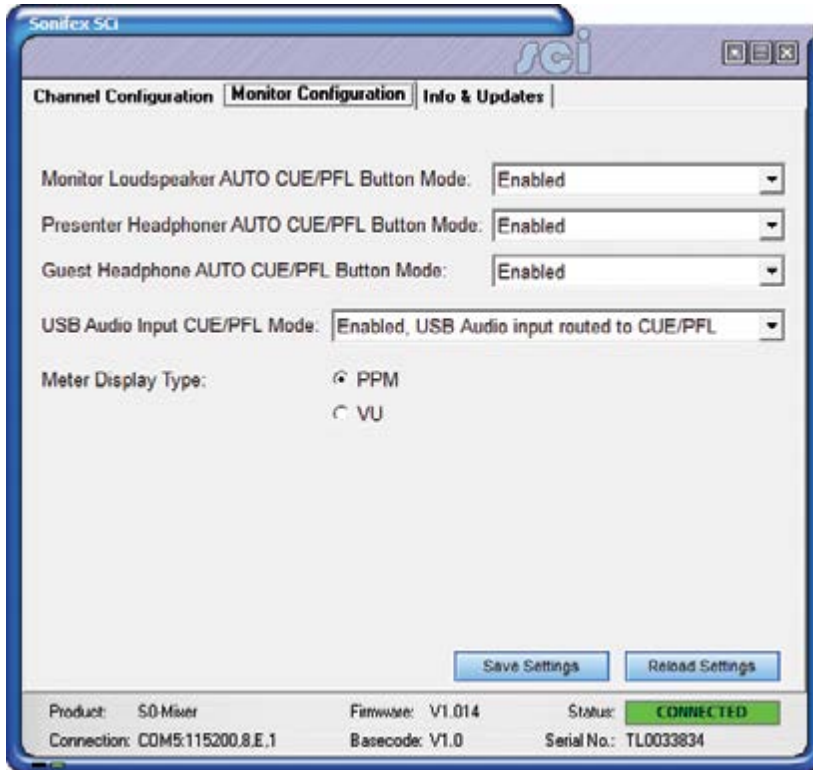 Sonifex SCi
sci
Channel Configuration Monitor Configuration Info & Updates
Monitor Loudspeaker AUTO CUE/PFL Button Mode: Enabled
Presenter Headphoner AUTO CUE/PFL Button Mode: Enabled
Guest Headphone AUTO CUE/PFL Button Mode: Enabled
USB Audio Input CUE/PFL Mode: Enabled, USB Audio input routed to CUE/PFL
Meter Display Type: PPM
VU
Save Settings Reload Settings
Product: S0-Mixer Firmware: V1.014 Status: CONNECTED
Connection: COM5:115200,8,E,1 Basecode: V1.0 Serial No.: TL0033834